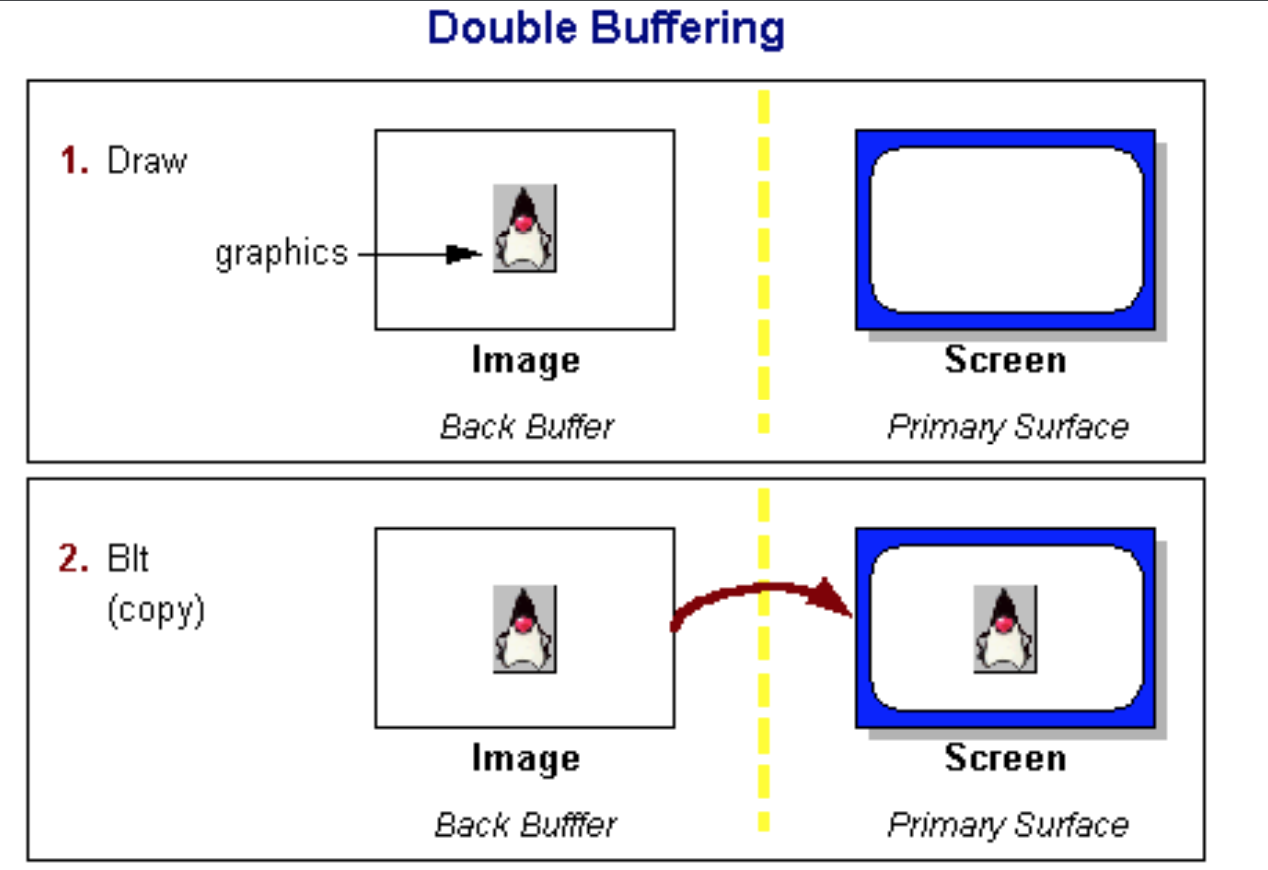 Double Buffering
1. Draw
graphics
Image
Screen
Back Buffer
Primary Surface
2. Blt
(copy)
Image
Screen
Back Bufffer
Primary Surface